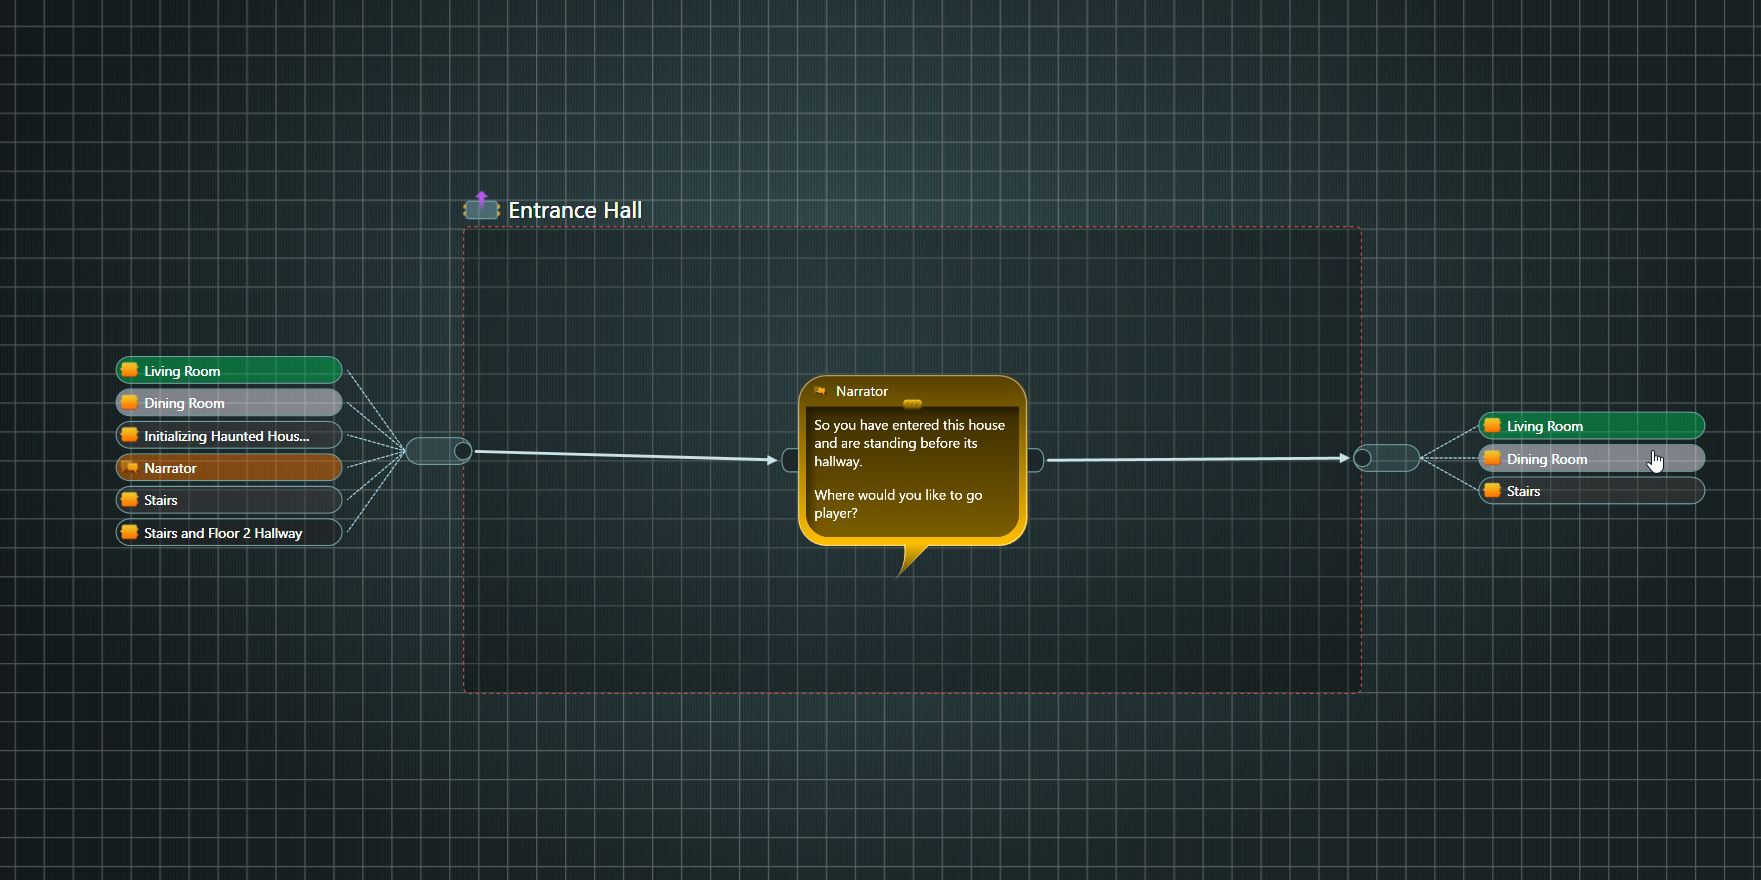 Entrance Hall
Living Room
Dining Room
Initializing Haunted Hous...
Narrator
Stairs
Stairs and Floor 2 Hallway
Narrator
So you have entered this house
and are standing before its
hallway.
Where would you like to go
player?
Living Room
Dining Room
Stairs